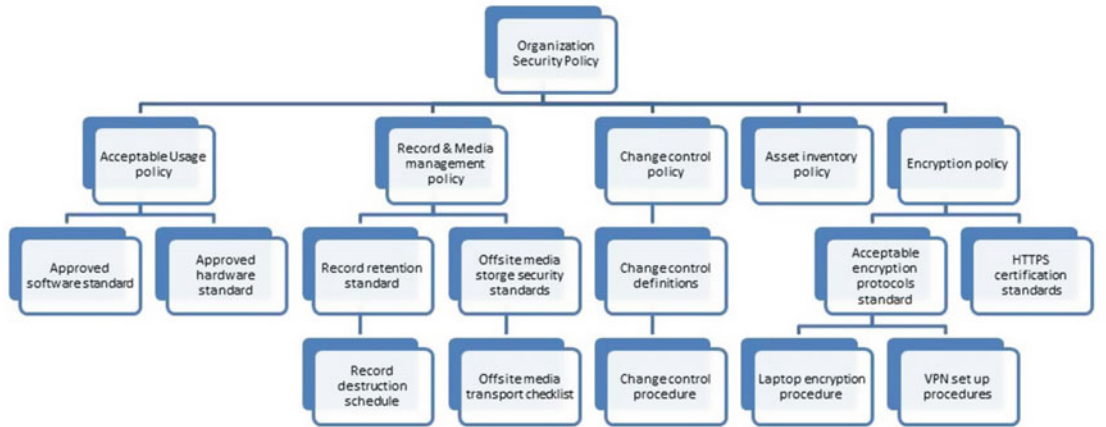 Organization
Security Policy
Acceptable Usage
policy
Record & Media
management
policy
Change control
policy
Asset inventory
policy
Encryption policy
Approved
software standard
Approved
hardware
standard
Record retention
standard
Offsite media
storge security
standards
Change control
definitions
Acceptable
encryption
protocols
standard
HTTPS
certification
standards
Record
destruction
schedule
Offsite media
transport checklist
Change control
procedure
Laptop encryption
procedure
VPN set up
procedures